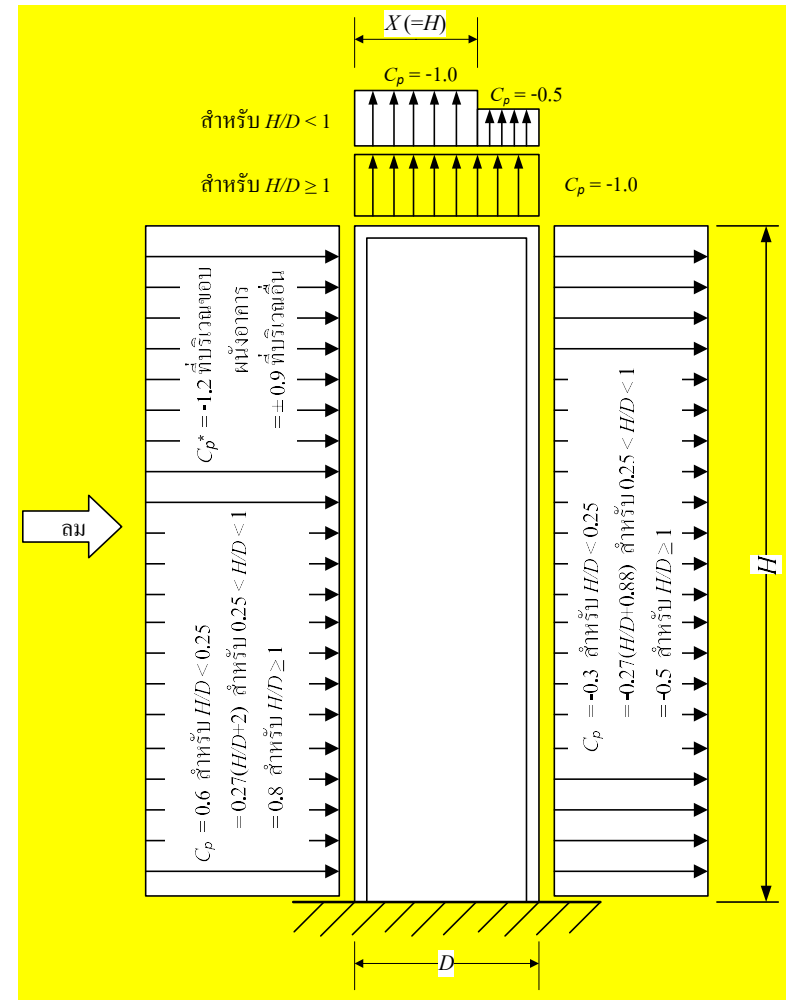 X (=H)
Cp = -1.0
Cp = -0.5
สำหรับ H/D < 1
สำหรับ H/D ≥ 1
Cp = -1.0
Cp* = -1.2 ที่บริเวณขอบ
ผนังอาคาร
= ± 0.9 ที่บริเวณอื่น
ลม
Cp = 0.6 สำหรับ H/D < 0.25
= 0.27(H/D+2) สำหรับ 0.25 < H/D < 1
= 0.8 สำหรับ H/D ≥ 1
Cp = -0.3 สำหรับ H/D < 0.25
= -0.27(H/D+0.88) สำหรับ 0.25 < H/D < 1
= -0.5 สำหรับ H/D ≥ 1
H
D